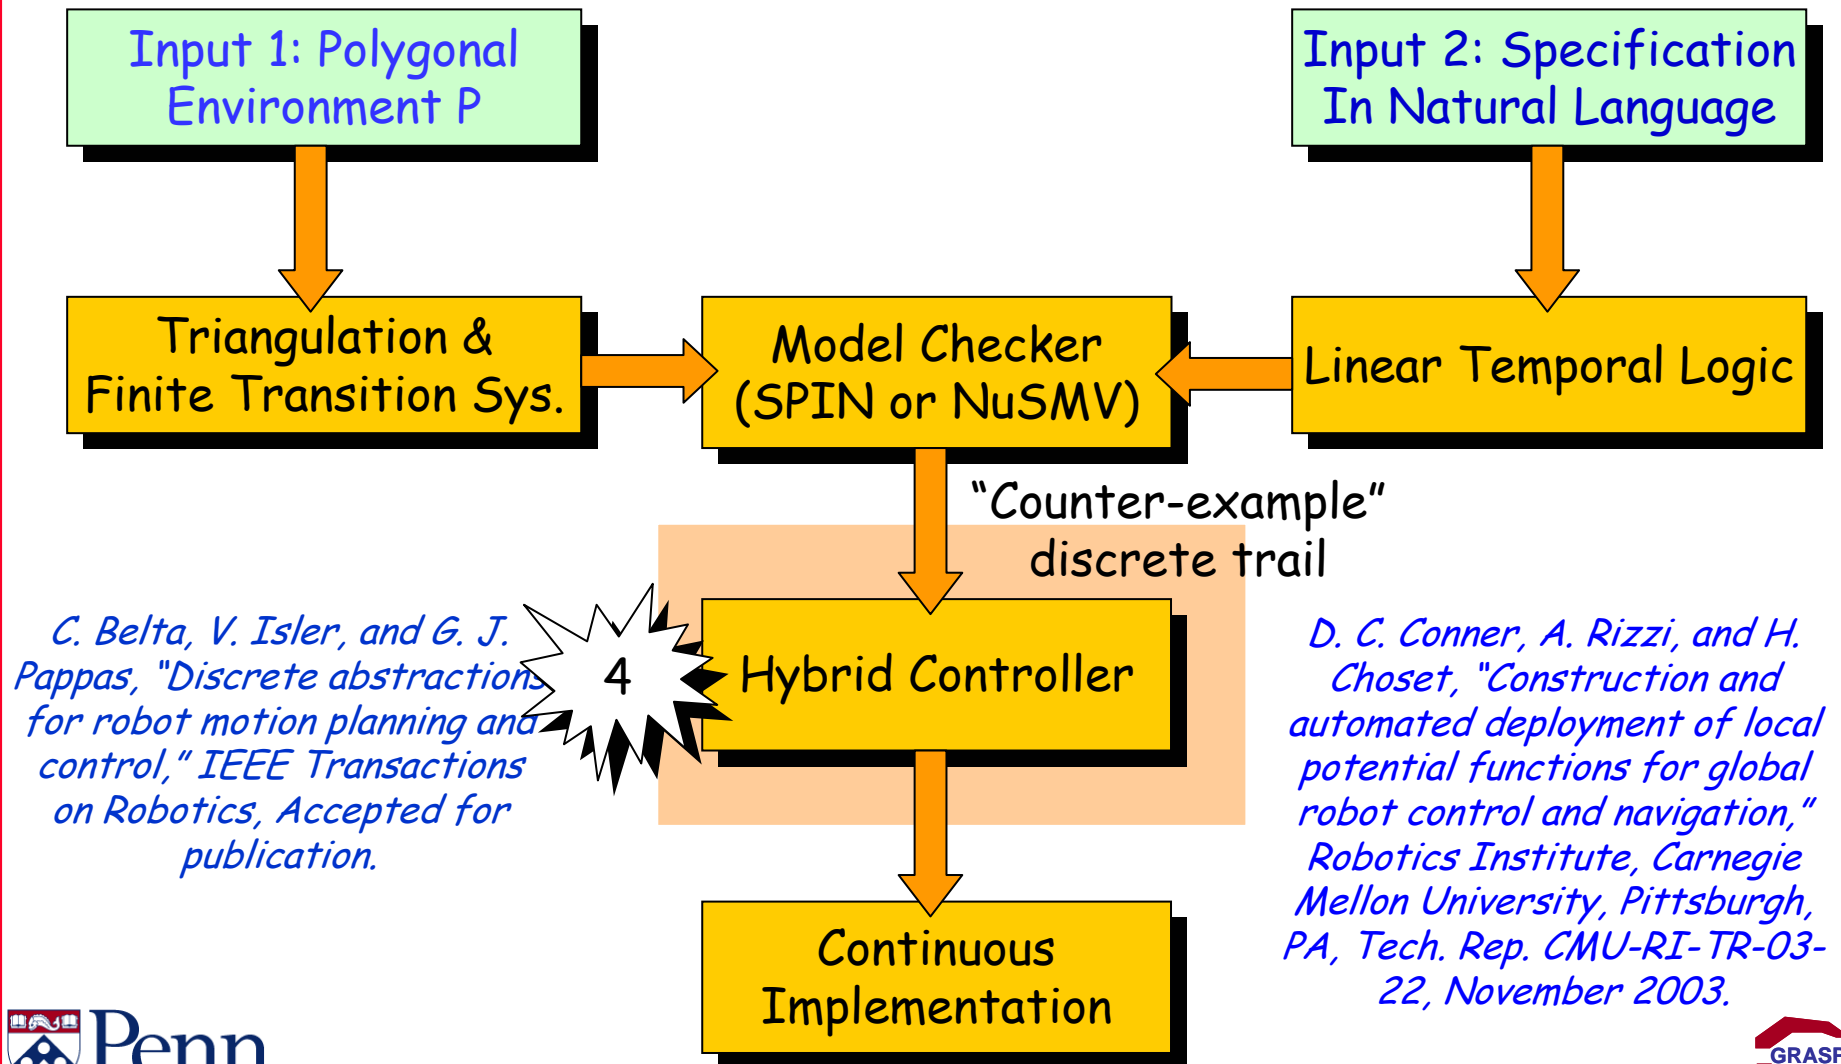 Input 1: Polygonal
Environment P
Input 2: Specification
In Natural Language
Triangulation &
Finite Transition Sys.
Model Checker
(SPIN or NuSMV)
Linear Temporal Logic
“Counter-example”
discrete trail
4
Hybrid Controller
C. Belta, V. Isler, and G. J.
Pappas, “Discrete abstractions
for robot motion planning and
control,” IEEE Transactions
on Robotics, Accepted for
publication.
D. C. Conner, A. Rizzi, and H.
Choset, “Construction and
automated deployment of local
potential functions for global
robot control and navigation,”
Robotics Institute, Carnegie
Mellon University, Pittsburgh,
PA, Tech. Rep. CMU-RI-TR-03-
22, November 2003.
Continuous
Implementation
Penn
GRASP